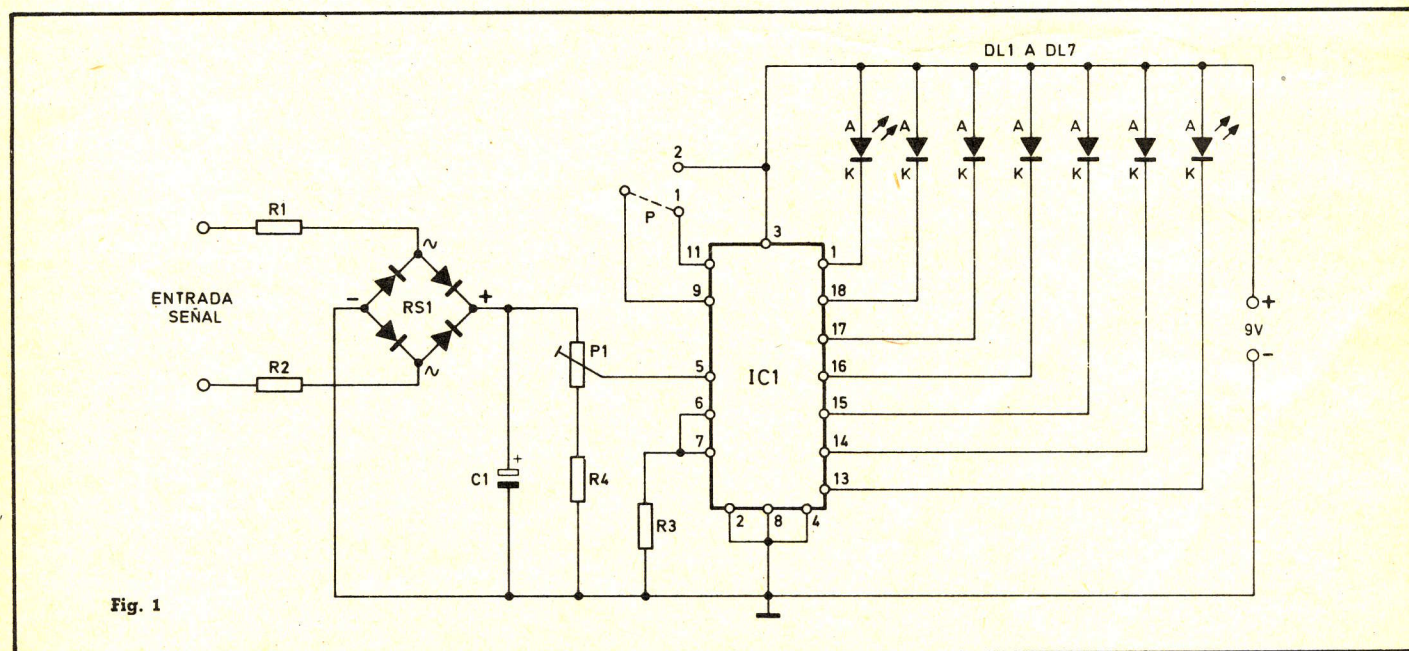 DL1 A DL7
A A A A A A A
K K K K K K K
2
P 1
3
R1
~
ENTRADA
SEÑAL
- RS1 +
R2
~
P1
C1 +
R4
R3
IC1
11
9
5
6
7
1
18
17
16
15
14
13
2 8 4
+
9V
-
Fig. 1